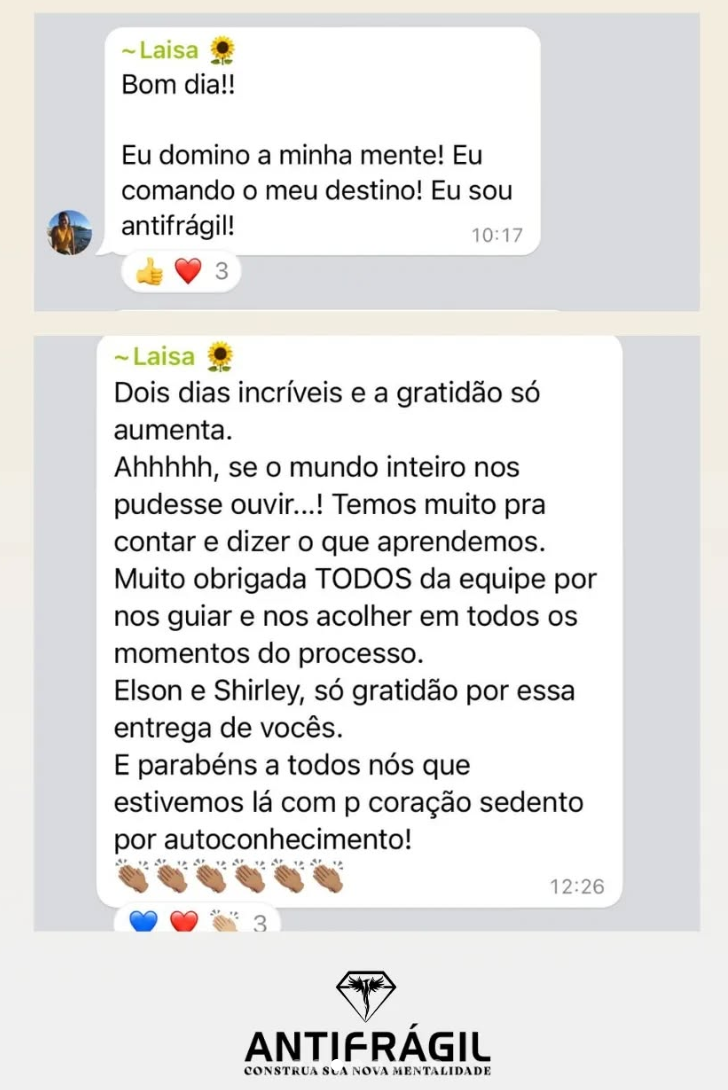 ~Laisa 🌻
Bom dia!!
Eu domino a minha mente! Eu
comando o meu destino! Eu sou
antifrágil!
10:17
👍❤️ 3
~Laisa 🌻
Dois dias incríveis e a gratidão só
aumenta.
Ahhhhh, se o mundo inteiro nos
pudesse ouvir...! Temos muito pra
contar e dizer o que aprendemos.
Muito obrigada TODOS da equipe por
nos guiar e nos acolher em todos os
momentos do processo.
Elson e Shirley, só gratidão por essa
entrega de vocês.
E parabéns a todos nós que
estivemos lá com p coração sedento
por autoconhecimento!
👏🏽👏🏽👏🏽👏🏽👏🏽👏🏽
12:26
💙❤️👏🏼 3
ANTIFRÁGIL
CONSTRUA SUA NOVA MENTALIDADE